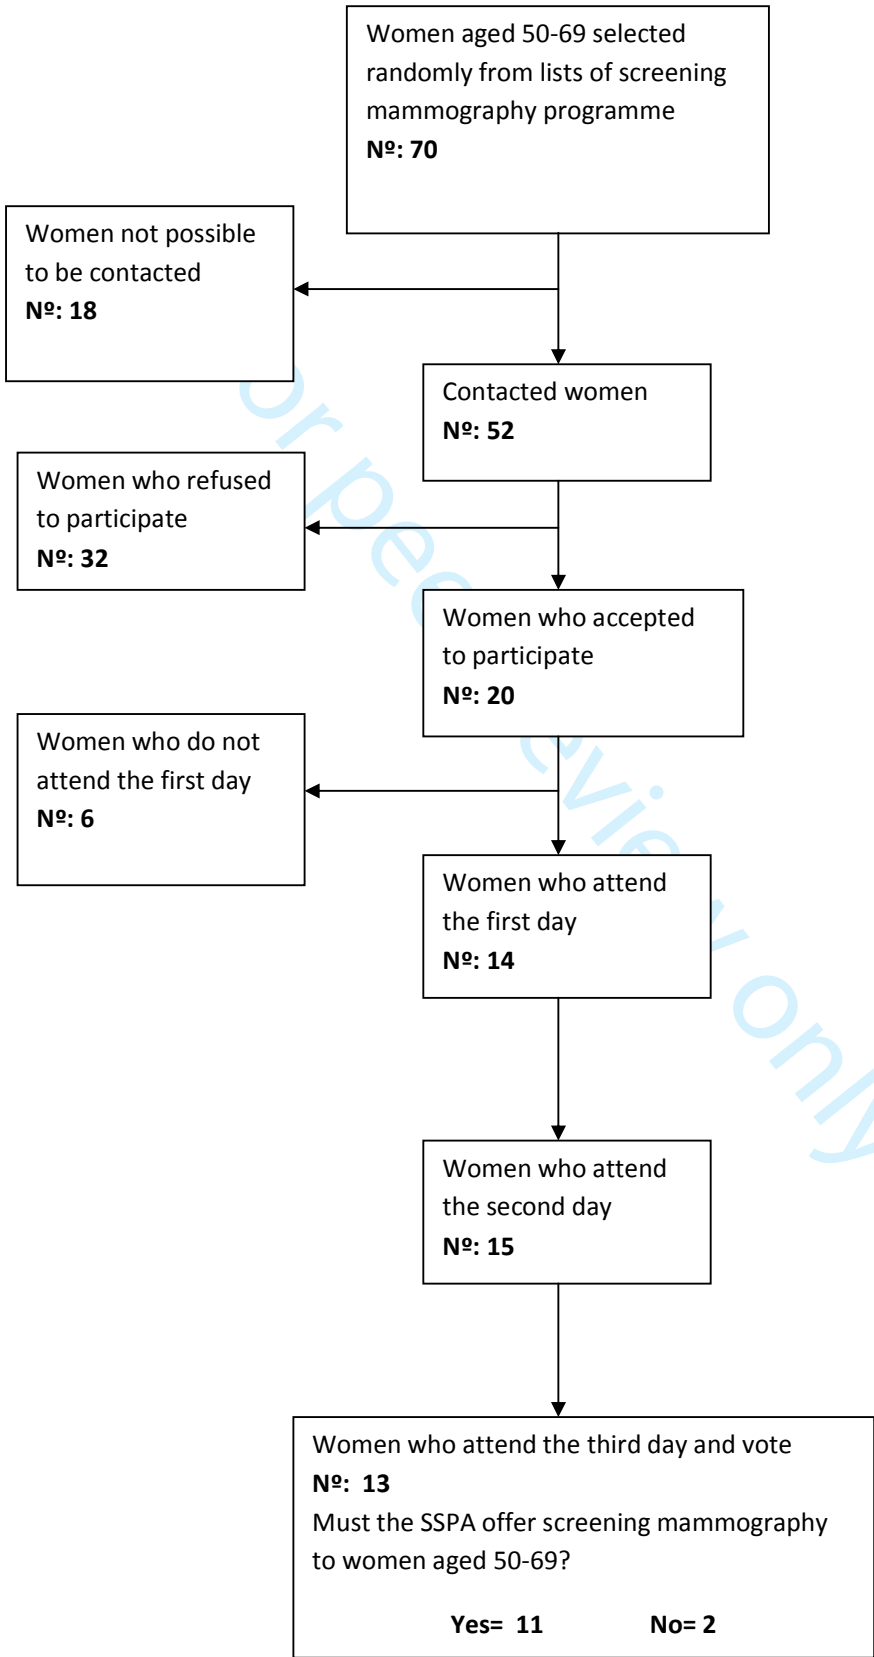 Women aged 50-69 selected
randomly from lists of screening
mammography programme
Nº: 70
Women not possible
to be contacted
Nº: 18
Contacted women
Nº: 52
Women who refused
to participate
Nº: 32
Women who accepted
to participate
Nº: 20
Women who do not
attend the first day
Nº: 6
Women who attend
the first day
Nº: 14
Women who attend
the second day
Nº: 15
Women who attend the third day and vote
Nº: 13
Must the SSPA offer screening mammography
to women aged 50-69?
Yes= 11 No= 2
or peer review only